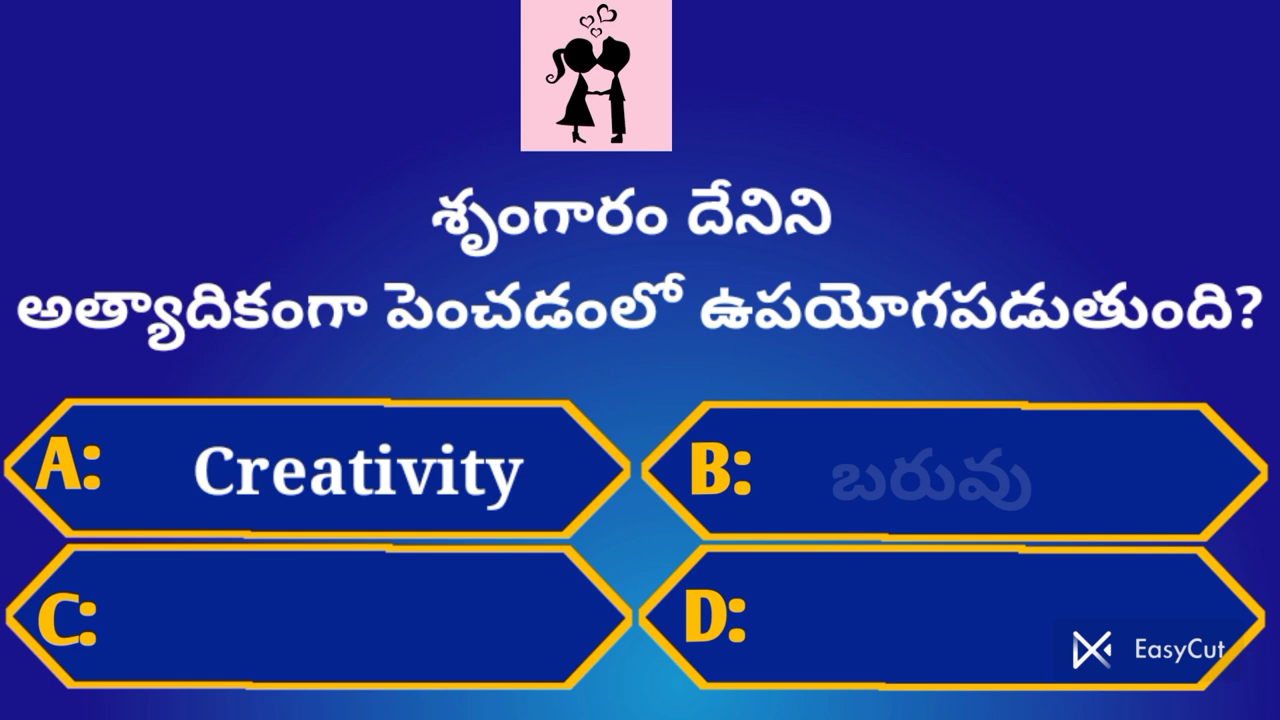 శృంగారం దేనిని
అత్యాదికంగా పెంచడంలో ఉపయోగపడుతుంది?
A: Creativity
B: బరువు
C:
D:
EasyCut